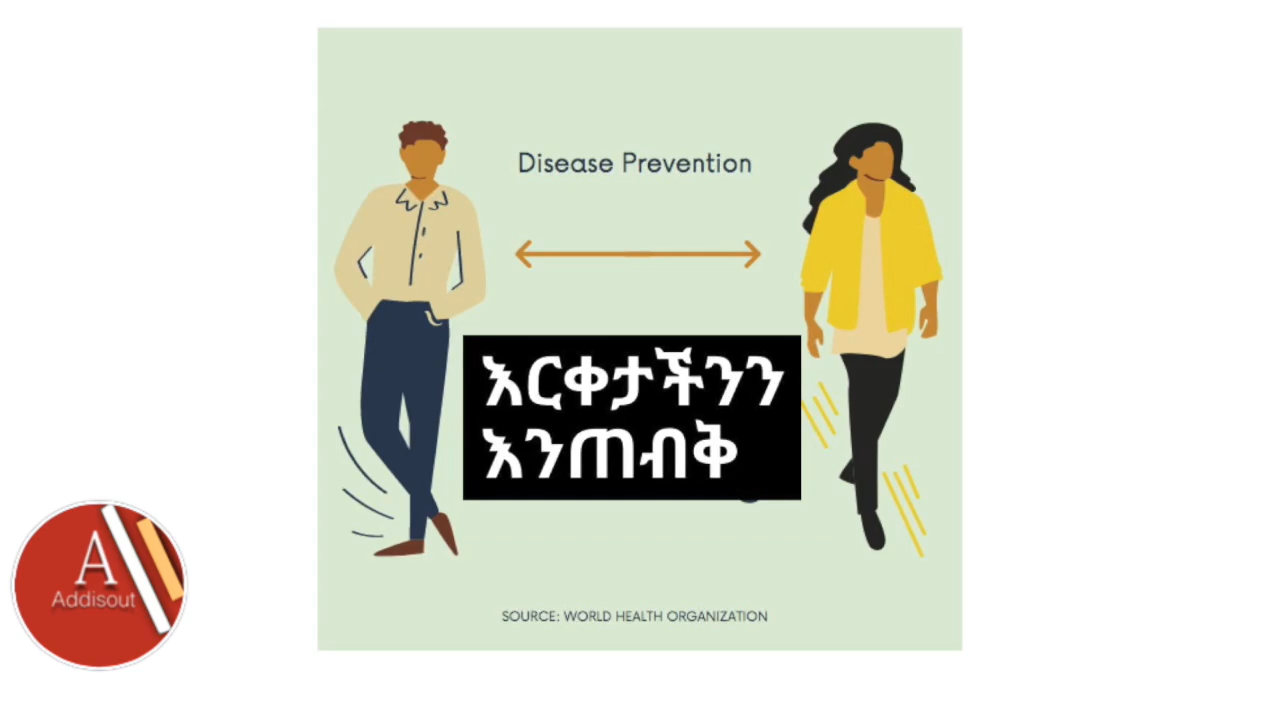 Disease Prevention
እርቀታችንን
እንጠብቅ
A
Addisout
SOURCE: WORLD HEALTH ORGANIZATION